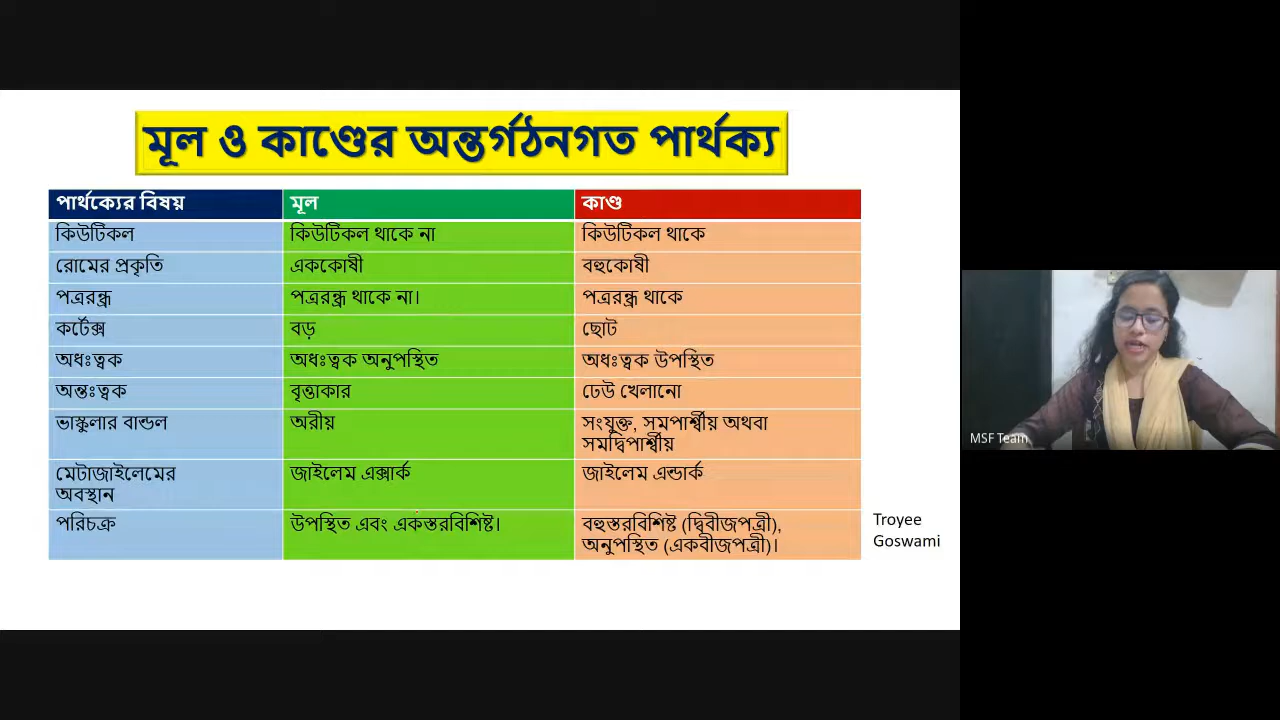 মূল ও কাণ্ডের অন্তর্গঠনগত পার্থক্য
পার্থক্যের বিষয় মূল কাণ্ড
কিউটিকল কিউটিকল থাকে না কিউটিকল থাকে
রোমের প্রকৃতি এককোষী বহুকোষী
পত্ররন্ধ্র পত্ররন্ধ্র থাকে না। পত্ররন্ধ্র থাকে
কর্টেক্স বড় ছোট
অধঃত্বক অধঃত্বক অনুপস্থিত অধঃত্বক উপস্থিত
অন্তঃত্বক বৃত্তাকার ঢেউ খেলানো
ভাস্কুলার বান্ডল অরীয় সংযুক্ত, সমপার্শ্বীয় অথবা
সমদ্বিপার্শ্বীয়
মেটাজাইলেমের জাইলেম এক্সার্ক জাইলেম এন্ডার্ক
অবস্থান
পরিচক্র উপস্থিত এবং একস্তরবিশিষ্ট। বহুস্তরবিশিষ্ট (দ্বিবীজপত্রী),
অনুপস্থিত (একবীজপত্রী)।
Troyee
Goswami
MSF Team